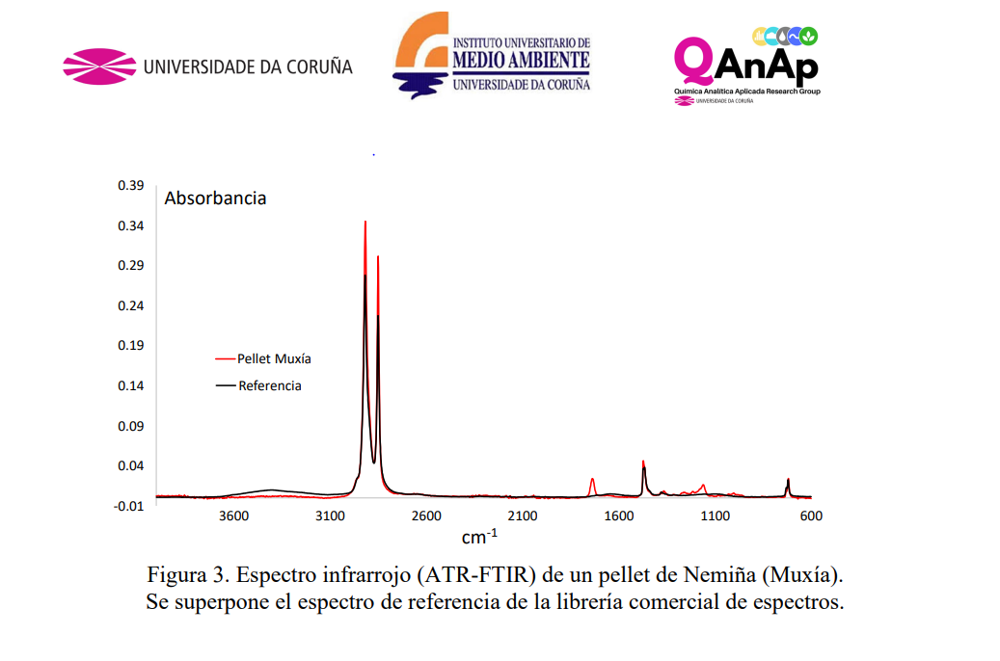 UNIVERSIDADE DA CORUÑA
INSTITUTO UNIVERSITARIO DE
MEDIO AMBIENTE
UNIVERSIDADE DA CORUÑA
QAnAp
Química Analítica Aplicada Research Group
UNIVERSIDADE DA CORUÑA
0.39
Absorbancia
0.34
0.29
0.24
0.19
Pellet Muxía
0.14
Referencia
0.09
0.04
-0.01
3600 3100 2600 2100 1600 1100 600
cm-1
Figura 3. Espectro infrarrojo (ATR-FTIR) de un pellet de Nemiña (Muxía).
Se superpone el espectro de referencia de la librería comercial de espectros.